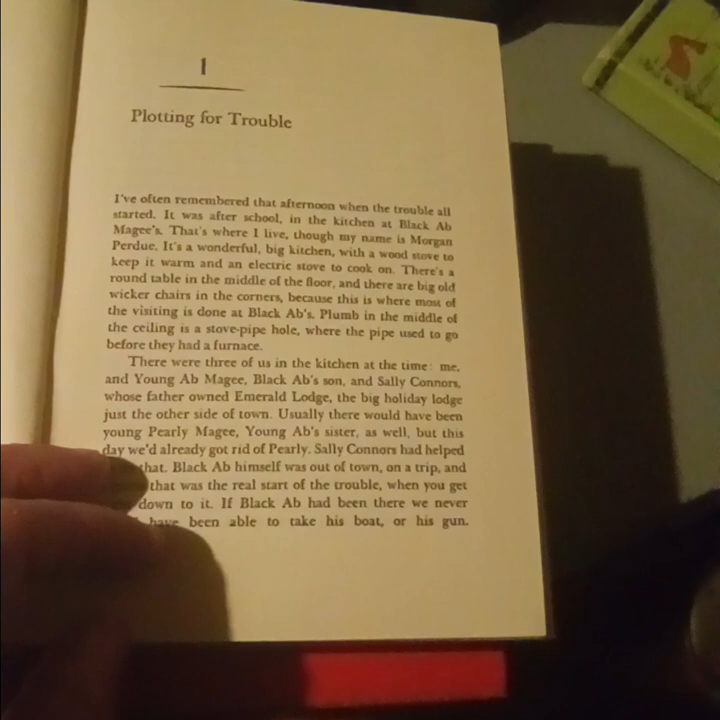 1
Plotting for Trouble
I've often remembered that afternoon when the trouble all
started. It was after school, in the kitchen at Black Ab
Magee's. That's where I live, though my name is Morgan
Perdue. It's a wonderful, big kitchen, with a wood stove to
keep it warm and an electric stove to cook on. There's a
round table in the middle of the floor, and there are big old
wicker chairs in the corners, because this is where most of
the visiting is done at Black Ab's. Plumb in the middle of
the ceiling is a stove-pipe hole, where the pipe used to go
before they had a furnace.
There were three of us in the kitchen at the time: me,
and Young Ab Magee, Black Ab's son, and Sally Connors,
whose father owned Emerald Lodge, the big holiday lodge
just the other side of town. Usually there would have been
young Pearly Magee, Young Ab's sister, as well, but this
day we'd already got rid of Pearly. Sally Connors had helped
that. Black Ab himself was out of town, on a trip, and
that was the real start of the trouble, when you get
down to it. If Black Ab had been there we never
have been able to take his boat, or his gun.